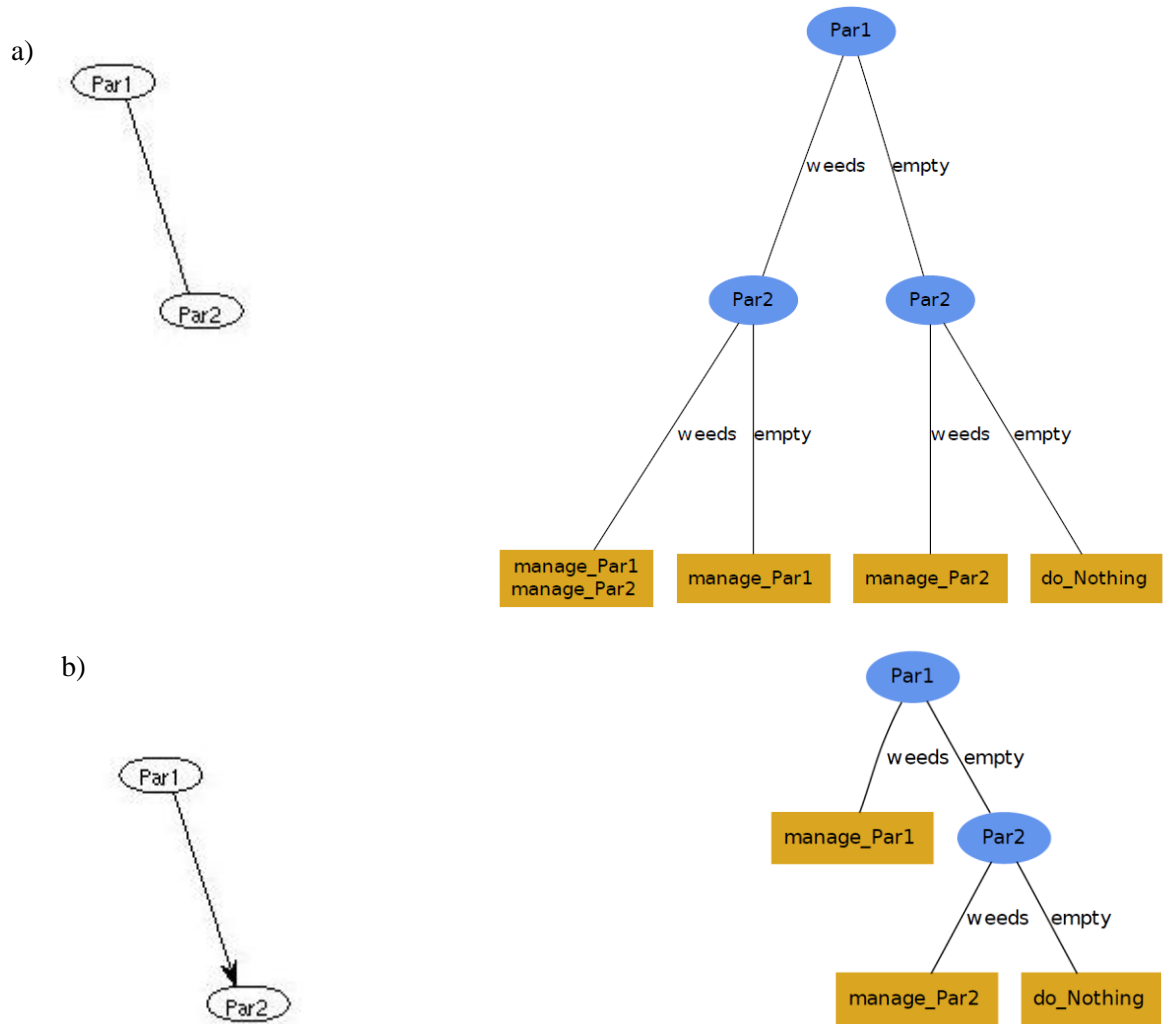 a)
Par1
Par2
Par1
weeds empty
Par2 Par2
weeds empty weeds empty
manage_Par1
manage_Par2
manage_Par1
manage_Par2
do_Nothing
b)
Par1
Par2
Par1
weeds empty
manage_Par1
Par2
weeds empty
manage_Par2
do_Nothing